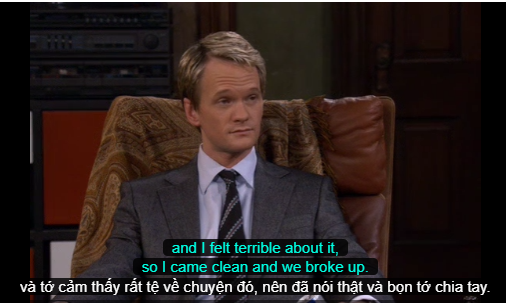 and I felt terrible about it,
so I came clean and we broke up.
và tớ cảm thấy rất tệ về chuyện đó, nên đã nói thật và bọn tớ chia tay.